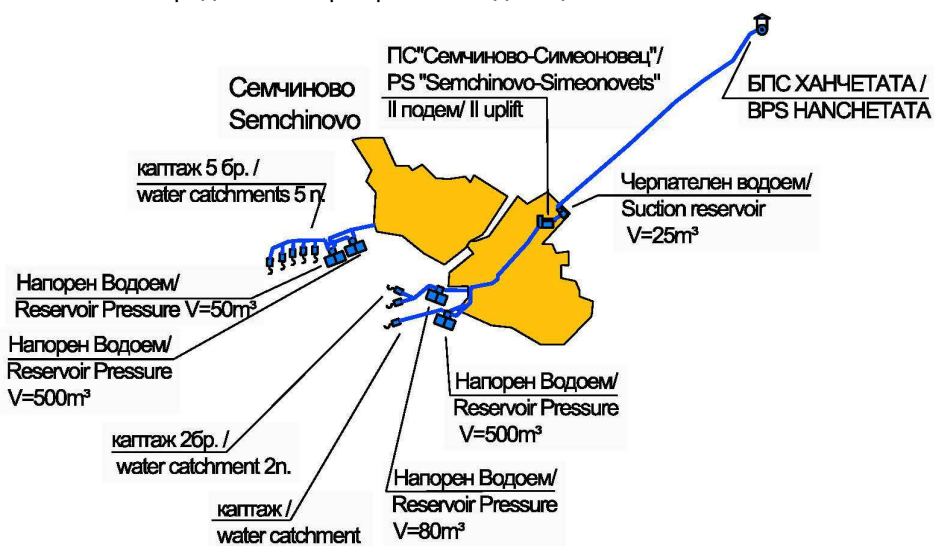 ПС"Семчиново-Симеоновец"/
PS "Semchinovo-Simeonovets"
II подем/ II uplift
БПС ХАНЧЕТАТА /
BPS HANCHETATA
Семчиново
Semchinovo
каптаж 5 бр. /
water catchments 5 n.
Черпателен водоем/
Suction reservoir
V=25m³
Напорен Водоем/
Reservoir Pressure V=50m³
Напорен Водоем/
Reservoir Pressure
V=500m³
Напорен Водоем/
Reservoir Pressure
V=500m³
каптаж 2бр. /
water catchment 2n.
Напорен Водоем/
Reservoir Pressure
V=80m³
каптаж /
water catchment